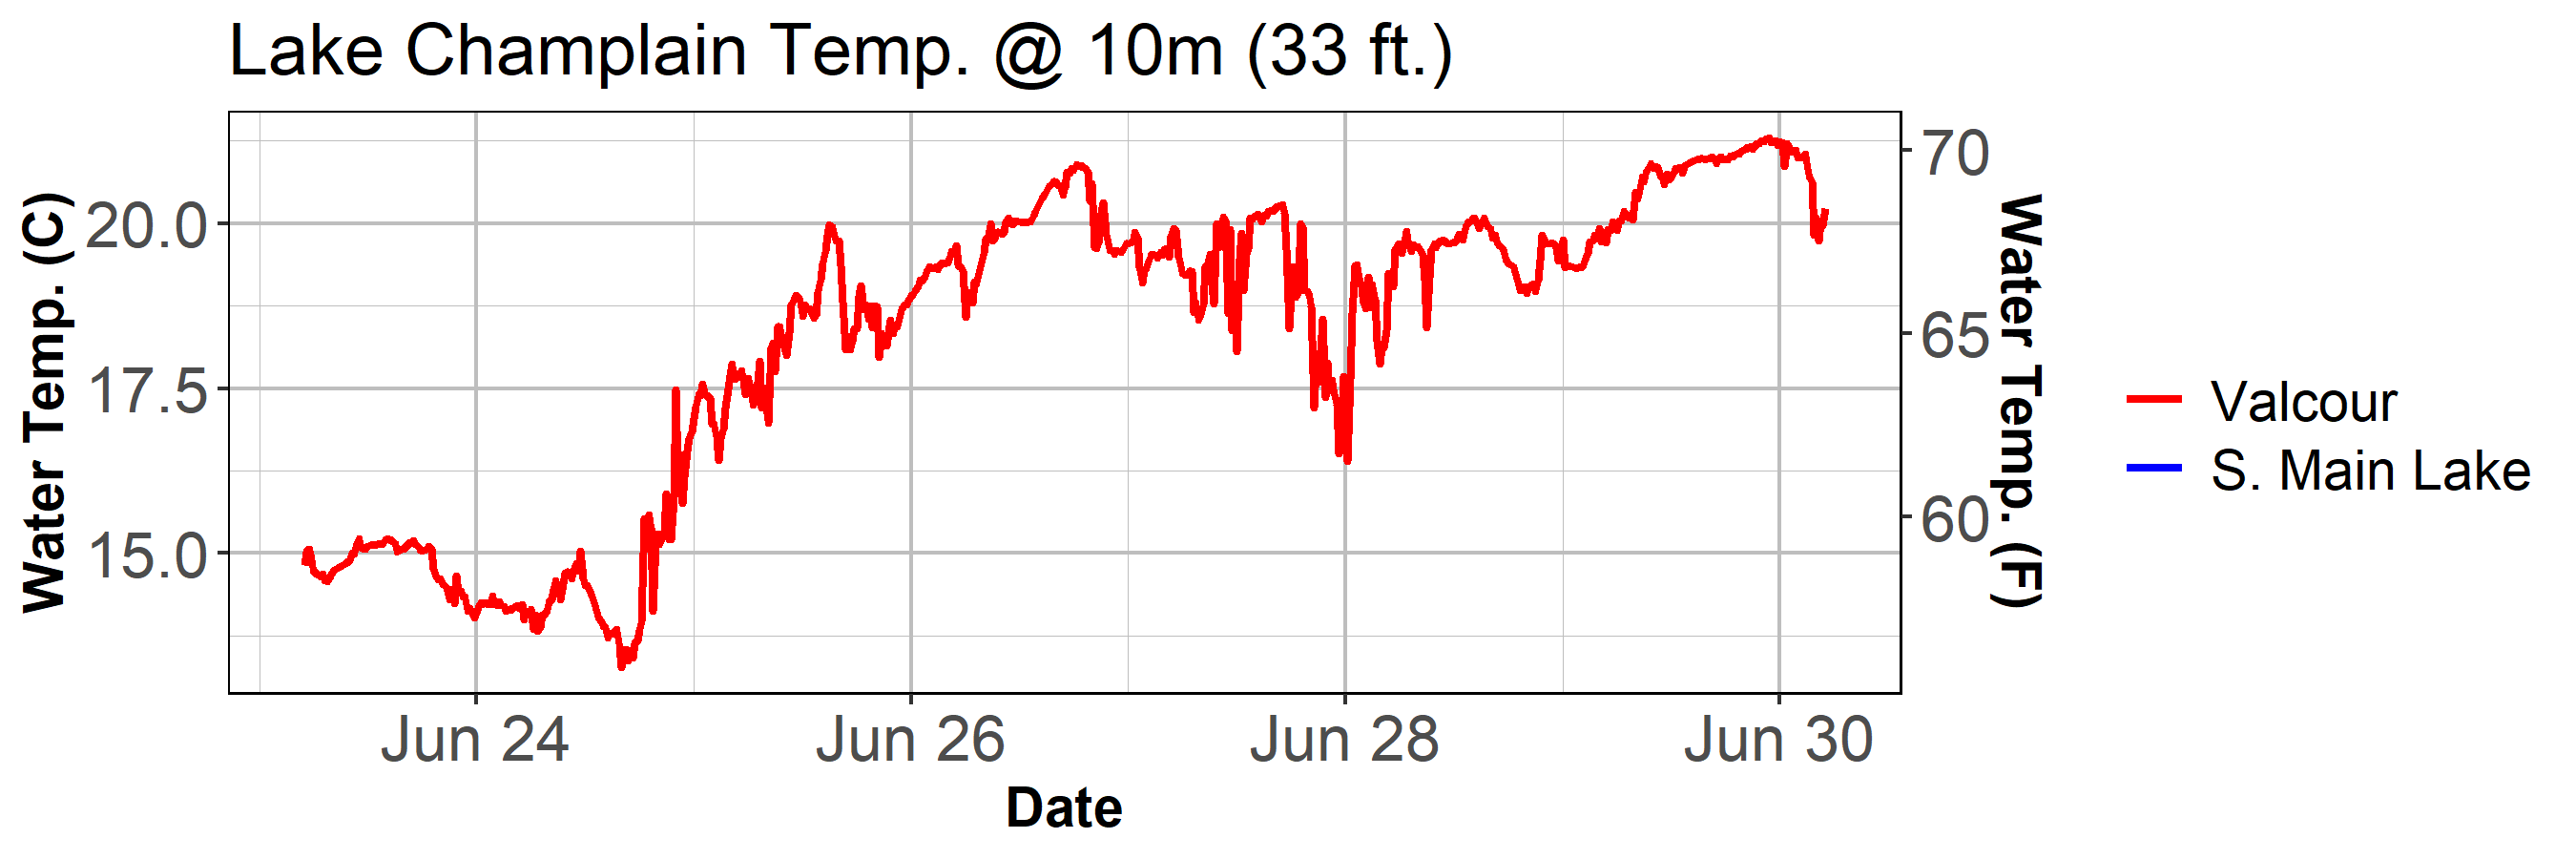 Lake Champlain Temp. @ 10m (33 ft.)
Water Temp. (C)
20.0
17.5
15.0
70
65
60
Water Temp. (F)
Jun 24
Jun 26
Jun 28
Jun 30
Date
Valcour
S. Main Lake